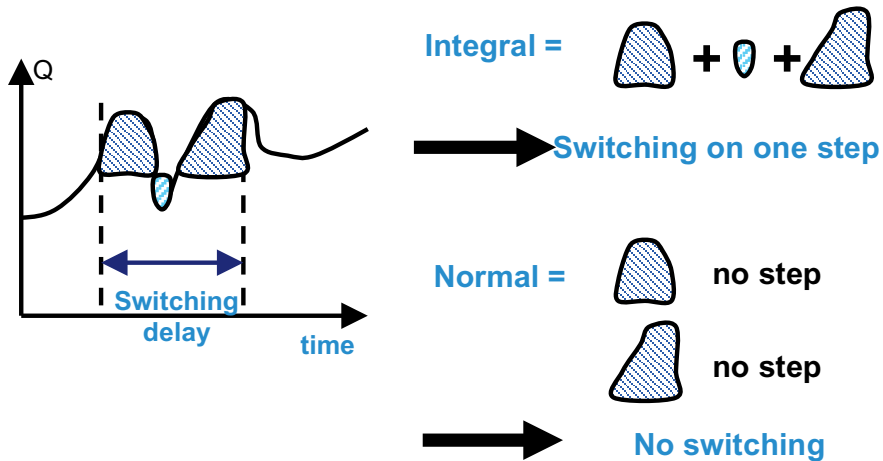 Q
Switching
delay
time
Integral =
+ +
Switching on one step
Normal =
no step
no step
No switching